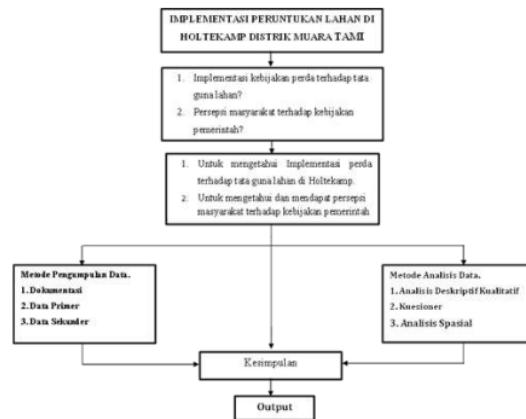 IMPLEMENTASI PERUNTUKAN LAHAN DI
HOLTEKAMP DISTRIK MUARA TAMI
1. Implementasi kebijakan perda terhadap tata
guna lahan?
2. Persepsi masyarakat terhadap kebijakan
pemerintah?
1. Untuk mengetahui Implementasi perda
terhadap tata guna lahan di Holtekamp.
2. Untuk mengetahui dan mendapat persepsi
masyarakat terhadap kebijakan pemerintah
Metode Pengumpulan Data.
1. Dokumentasi
2. Data Primer
3. Data Sekunder
Metode Analisis Data.
1. Analisis Deskriptif Kualitatif
2. Kuesioner
3. Analisis Spasial
Kesimpulan
Output